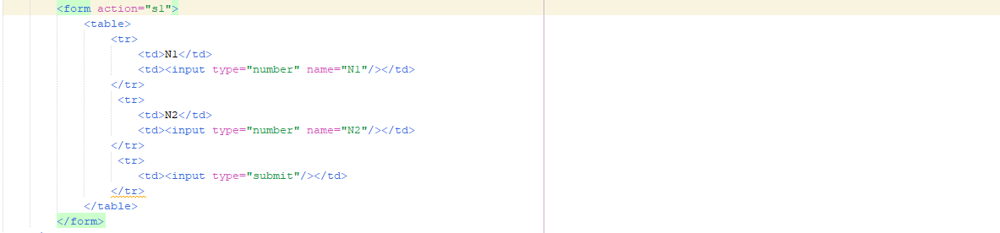 <form action="s1">
<table>
<tr>
<td>N1</td>
<td><input type="number" name="N1"/></td>
</tr>
<tr>
<td>N2</td>
<td><input type="number" name="N2"/></td>
</tr>
<tr>
<td><input type="submit"/></td>
</tr>
</table>
</form>